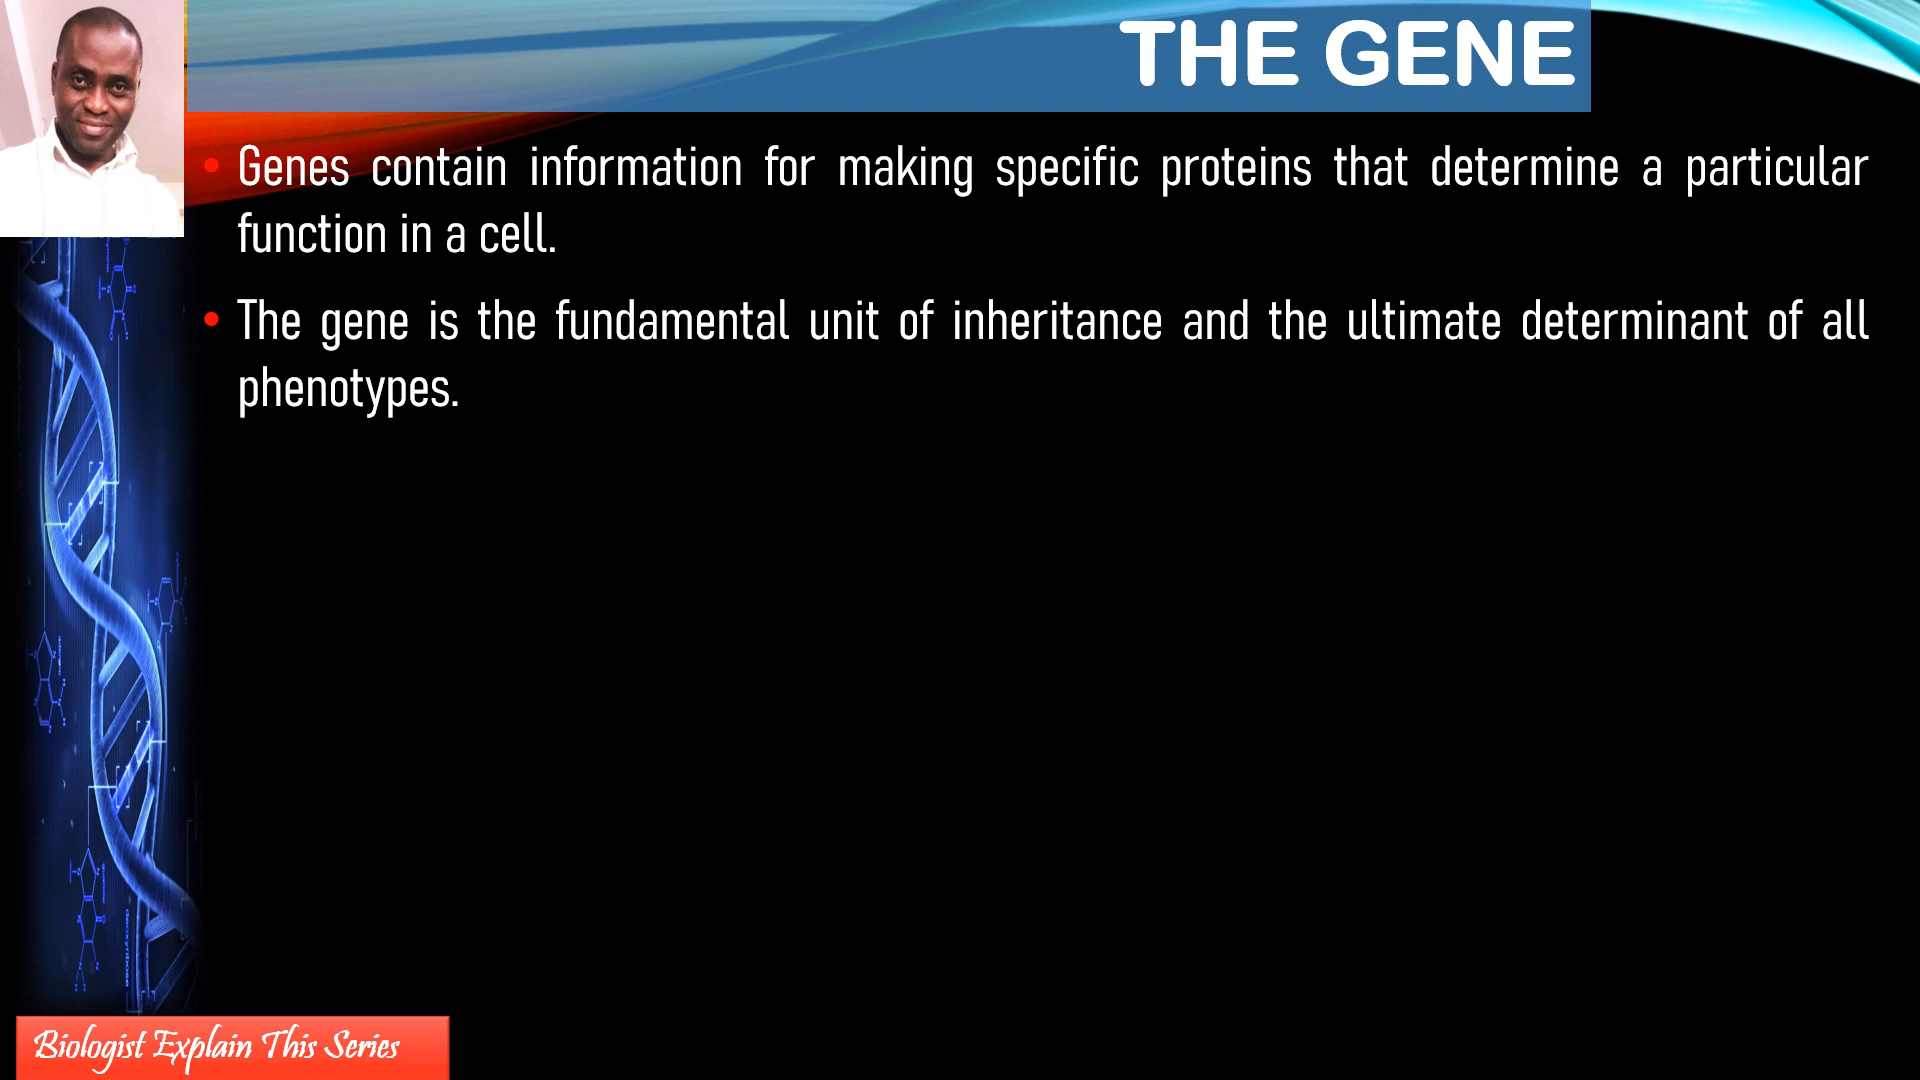 THE GENE
• Genes contain information for making specific proteins that determine a particular
function in a cell.
• The gene is the fundamental unit of inheritance and the ultimate determinant of all
phenotypes.
deoxyribose
Biologist Explain This Series